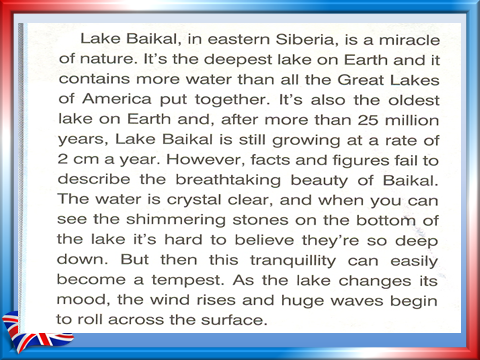 Lake Baikal, in eastern Siberia, is a miracle
of nature. It's the deepest lake on Earth and it
contains more water than all the Great Lakes
of America put together. It's also the oldest
lake on Earth and, after more than 25 million
years, Lake Baikal is still growing at a rate of
2 cm a year. However, facts and figures fail to
describe the breathtaking beauty of Baikal.
The water is crystal clear, and when you can
see the shimmering stones on the bottom of
the lake it's hard to believe they're so deep
down. But then this tranquillity can easily
become a tempest. As the lake changes its
mood, the wind rises and huge waves begin
to roll across the surface.